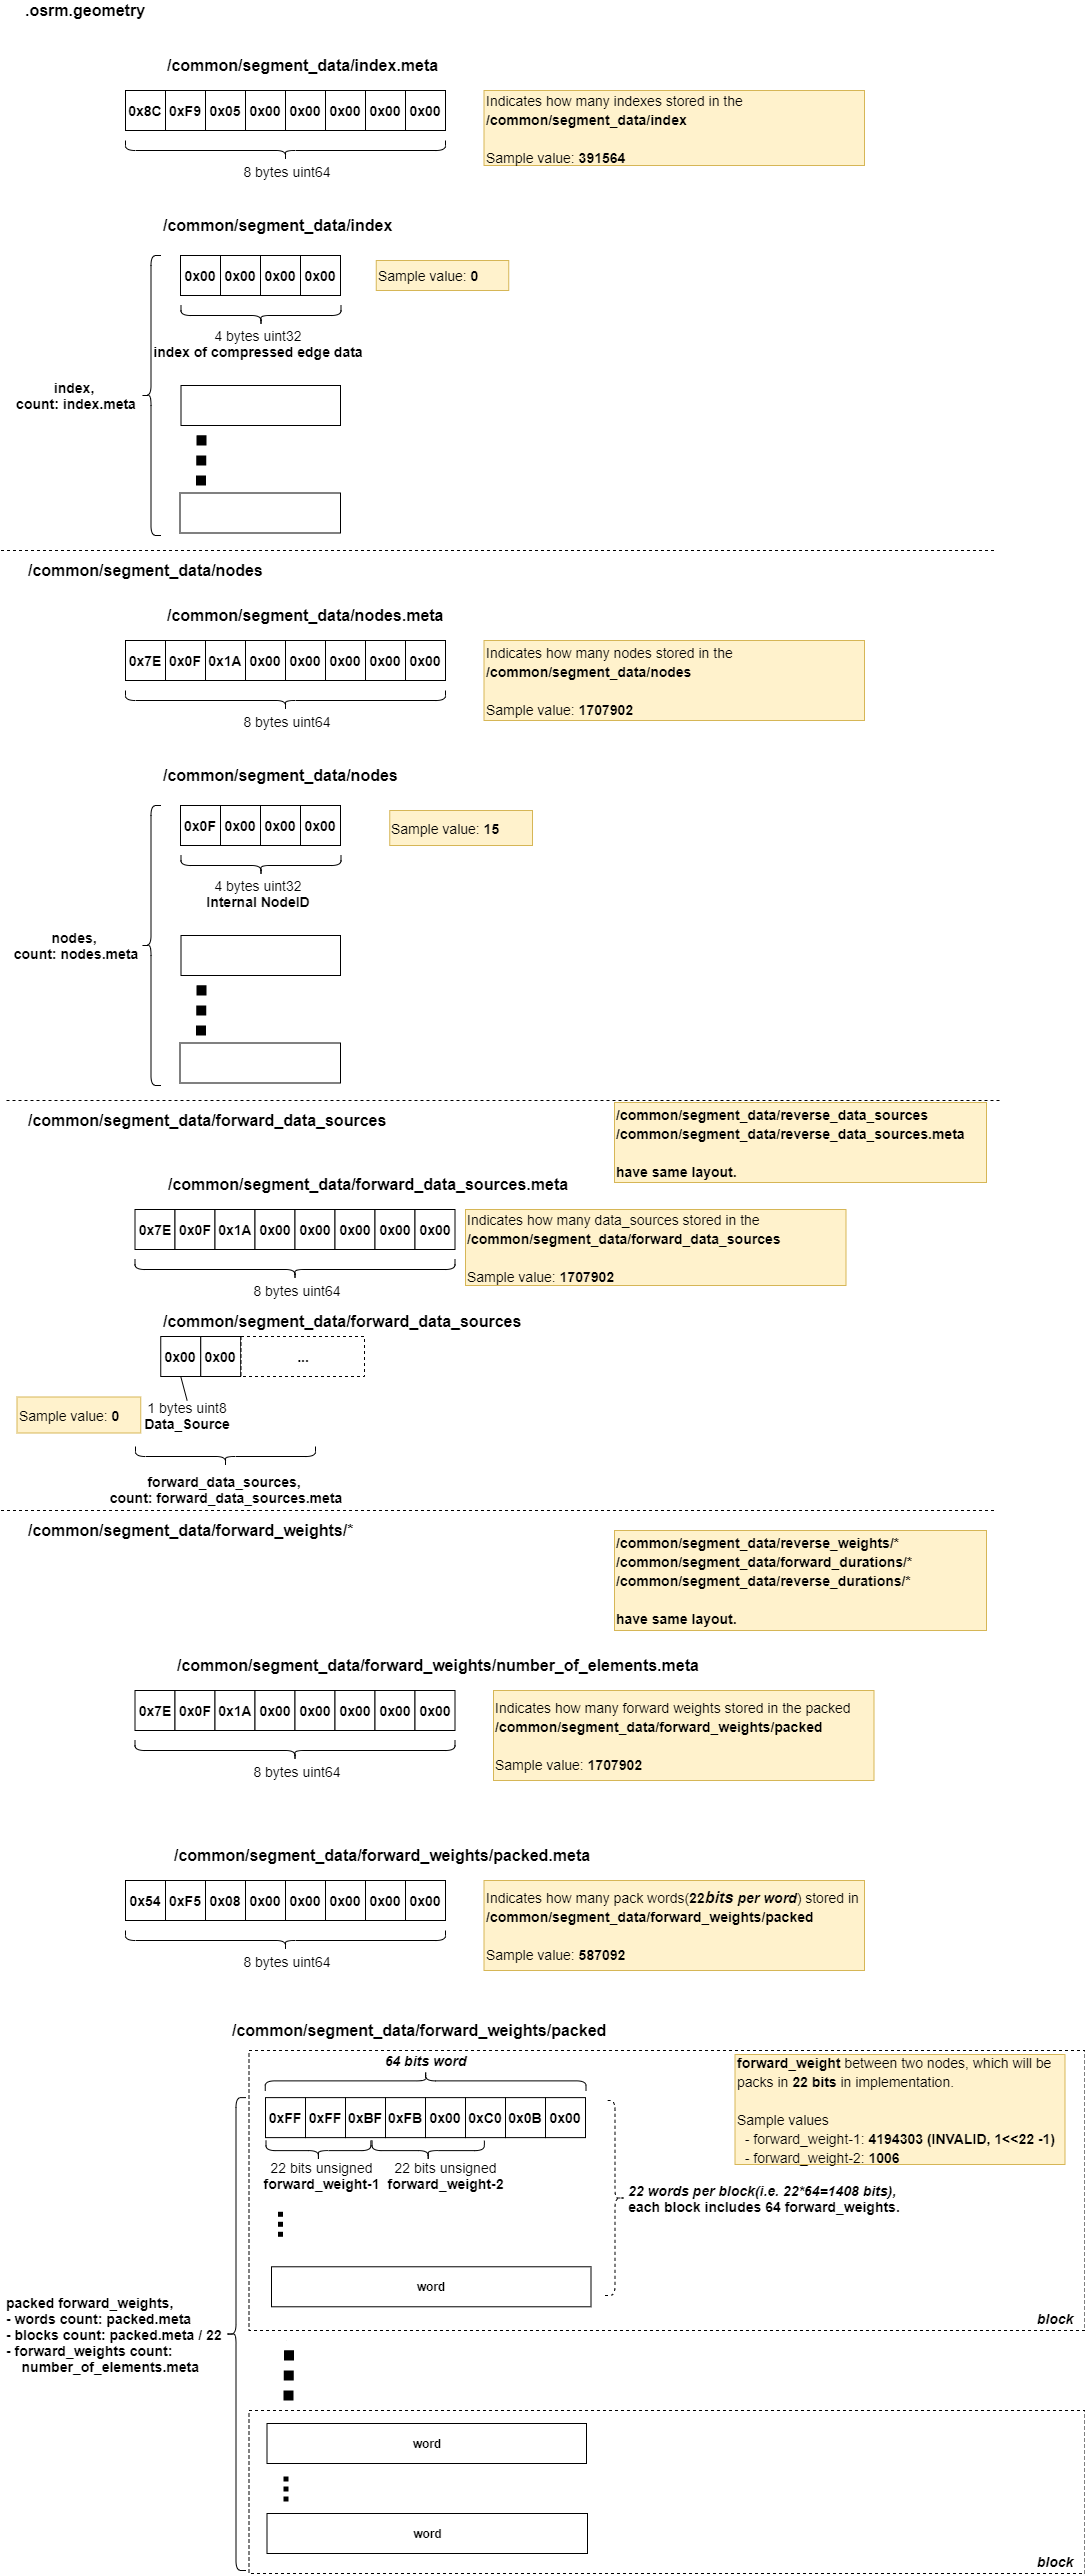 .osrm.geometry
/common/segment_data/index.meta
0x8C 0xF9 0x05 0x00 0x00 0x00 0x00 0x00
8 bytes uint64
Indicates how many indexes stored in the
/common/segment_data/index
Sample value: 391564
/common/segment_data/index
0x00 0x00 0x00 0x00
Sample value: 0
4 bytes uint32
index of compressed edge data
index,
count: index.meta
/common/segment_data/nodes
/common/segment_data/nodes.meta
0x7E 0x0F 0x1A 0x00 0x00 0x00 0x00 0x00
8 bytes uint64
Indicates how many nodes stored in the
/common/segment_data/nodes
Sample value: 1707902
/common/segment_data/nodes
0x0F 0x00 0x00 0x00
Sample value: 15
4 bytes uint32
Internal NodeID
nodes,
count: nodes.meta
/common/segment_data/forward_data_sources
/common/segment_data/reverse_data_sources
/common/segment_data/reverse_data_sources.meta
have same layout.
/common/segment_data/forward_data_sources.meta
0x7E 0x0F 0x1A 0x00 0x00 0x00 0x00 0x00
8 bytes uint64
Indicates how many data_sources stored in the
/common/segment_data/forward_data_sources
Sample value: 1707902
/common/segment_data/forward_data_sources
0x00 0x00 ...
1 bytes uint8
Data_Source
Sample value: 0
forward_data_sources,
count: forward_data_sources.meta
/common/segment_data/forward_weights/*
/common/segment_data/reverse_weights/*
/common/segment_data/forward_durations/*
/common/segment_data/reverse_durations/*
have same layout.
/common/segment_data/forward_weights/number_of_elements.meta
0x7E 0x0F 0x1A 0x00 0x00 0x00 0x00 0x00
8 bytes uint64
Indicates how many forward weights stored in the packed
/common/segment_data/forward_weights/packed
Sample value: 1707902
/common/segment_data/forward_weights/packed.meta
0x54 0xF5 0x08 0x00 0x00 0x00 0x00 0x00
8 bytes uint64
Indicates how many pack words(22bits per word) stored in
/common/segment_data/forward_weights/packed
Sample value: 587092
/common/segment_data/forward_weights/packed
64 bits word
0xFF 0xFF 0xBF 0xFB 0x00 0xC0 0x0B 0x00
22 bits unsigned
forward_weight-1
22 bits unsigned
forward_weight-2
forward_weight between two nodes, which will be
packs in 22 bits in implementation.
Sample values
- forward_weight-1: 4194303 (INVALID, 1<<22 -1)
- forward_weight-2: 1006
22 words per block(i.e. 22*64=1408 bits),
each block includes 64 forward_weights.
word
block
packed forward_weights,
- words count: packed.meta
- blocks count: packed.meta / 22
- forward_weights count:
number_of_elements.meta
word
word
block